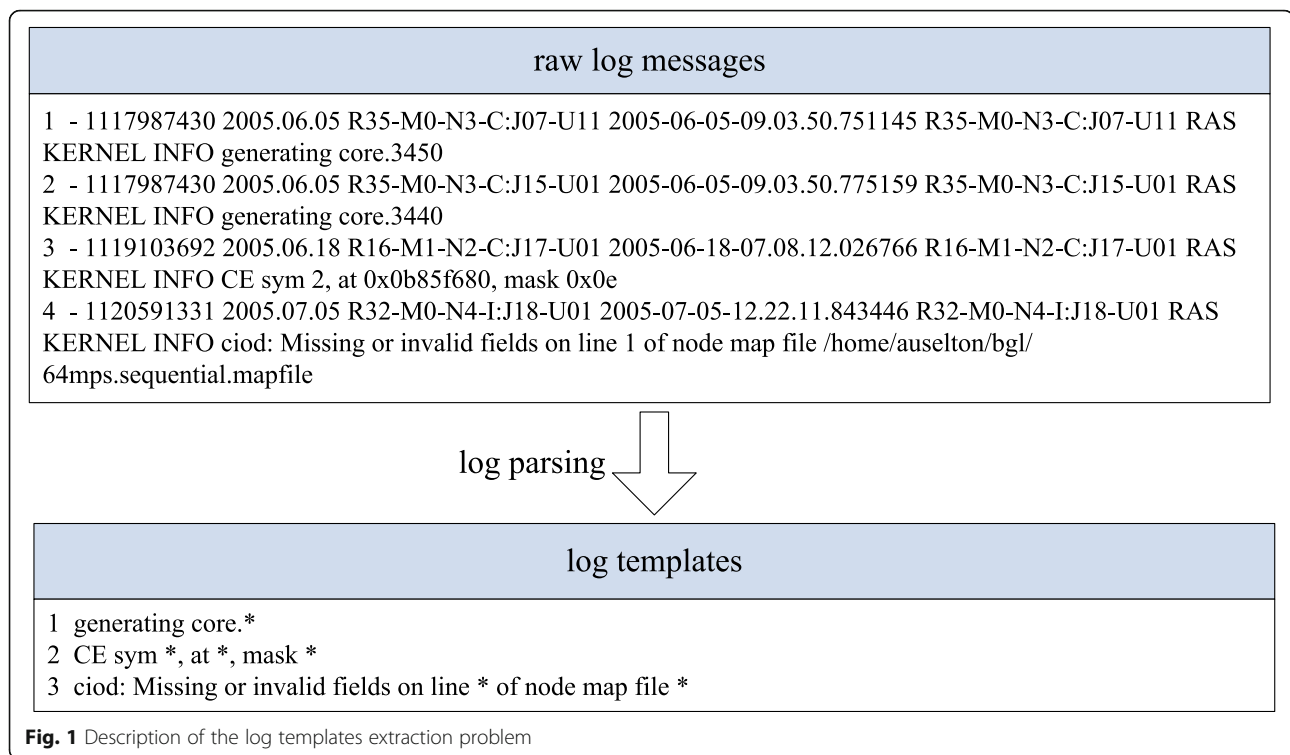 raw log messages
1 - 1117987430 2005.06.05 R35-M0-N3-C:J07-U11 2005-06-05-09.03.50.751145 R35-M0-N3-C:J07-U11 RAS
KERNEL INFO generating core.3450
2 - 1117987430 2005.06.05 R35-M0-N3-C:J15-U01 2005-06-05-09.03.50.775159 R35-M0-N3-C:J15-U01 RAS
KERNEL INFO generating core.3440
3 - 1119103692 2005.06.18 R16-M1-N2-C:J17-U01 2005-06-18-07.08.12.026766 R16-M1-N2-C:J17-U01 RAS
KERNEL INFO CE sym 2, at 0x0b85f680, mask 0x0e
4 - 1120591331 2005.07.05 R32-M0-N4-I:J18-U01 2005-07-05-12.22.11.843446 R32-M0-N4-I:J18-U01 RAS
KERNEL INFO ciod: Missing or invalid fields on line 1 of node map file /home/auselton/bgl/
64mps.sequential.mapfile
log parsing
log templates
1 generating core.*
2 CE sym *, at *, mask *
3 ciod: Missing or invalid fields on line * of node map file *
Fig. 1 Description of the log templates extraction problem